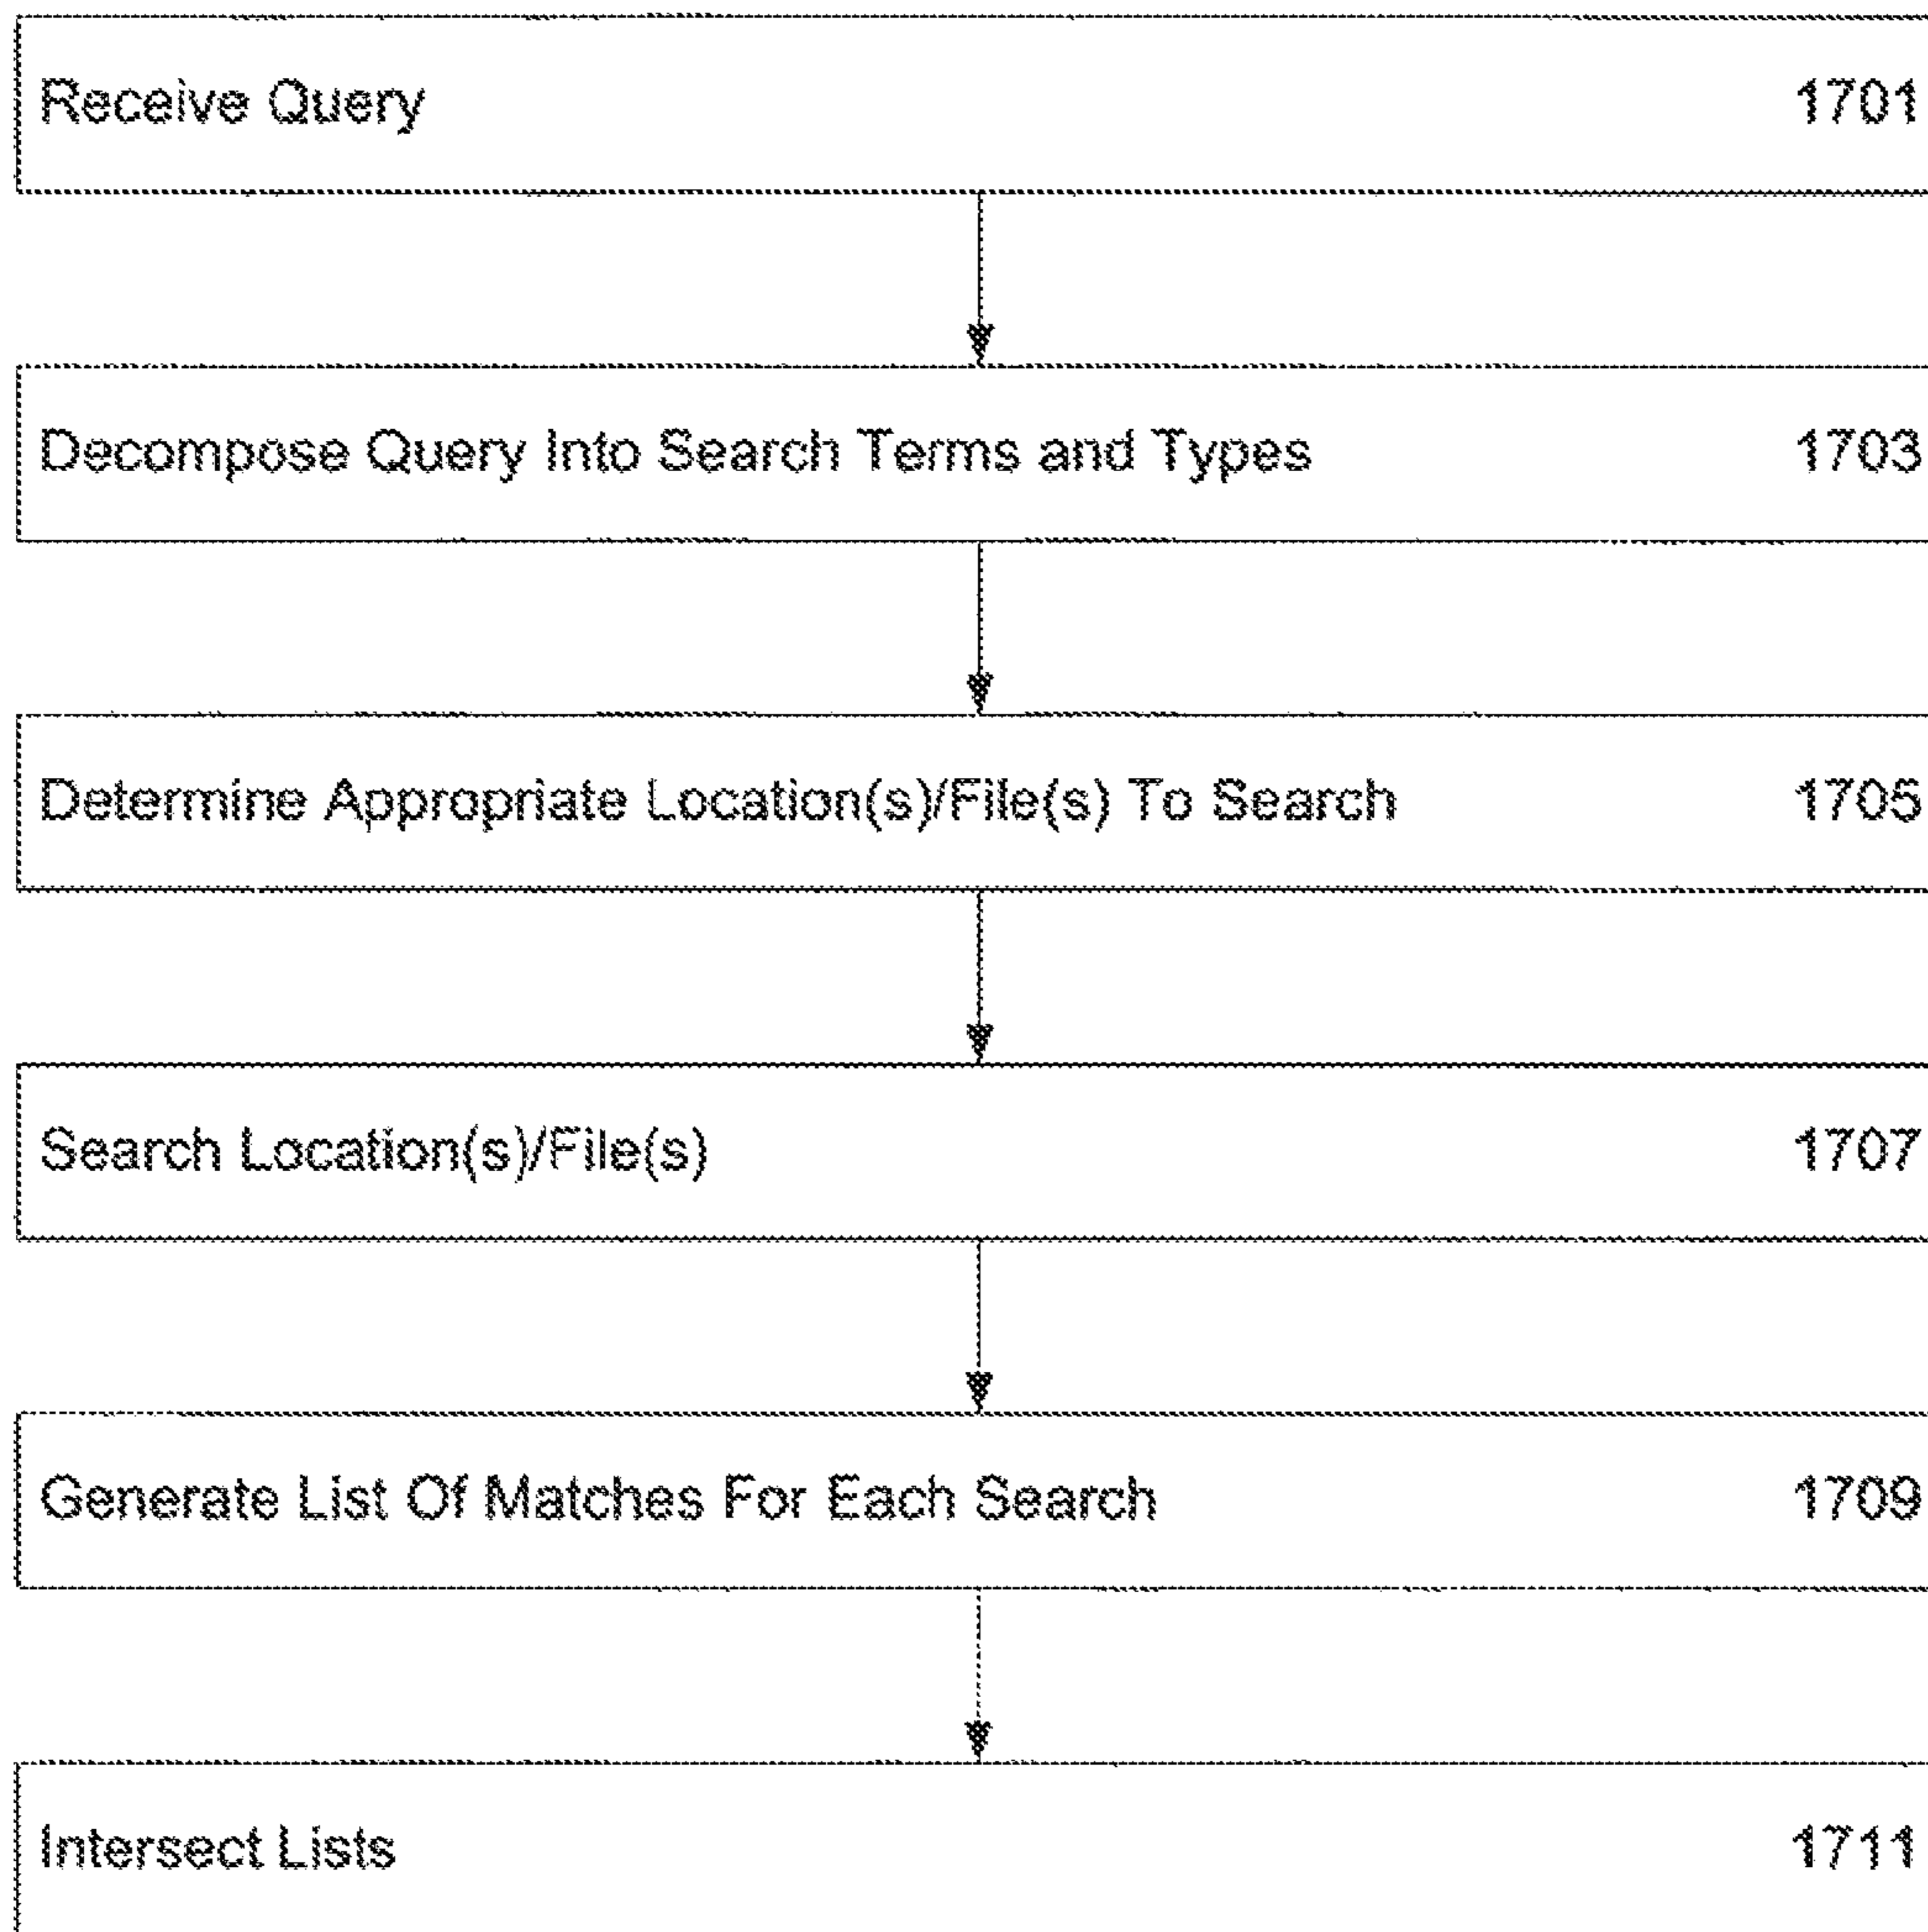 Receive Query 1701
Decompose Query Into Search Terms and Types 1703
Determine Appropriate Location(s)/File(s) To Search 1705
Search Location(s)/File(s) 1707
Generate List Of Matches For Each Search 1709
Intersect Lists 1711